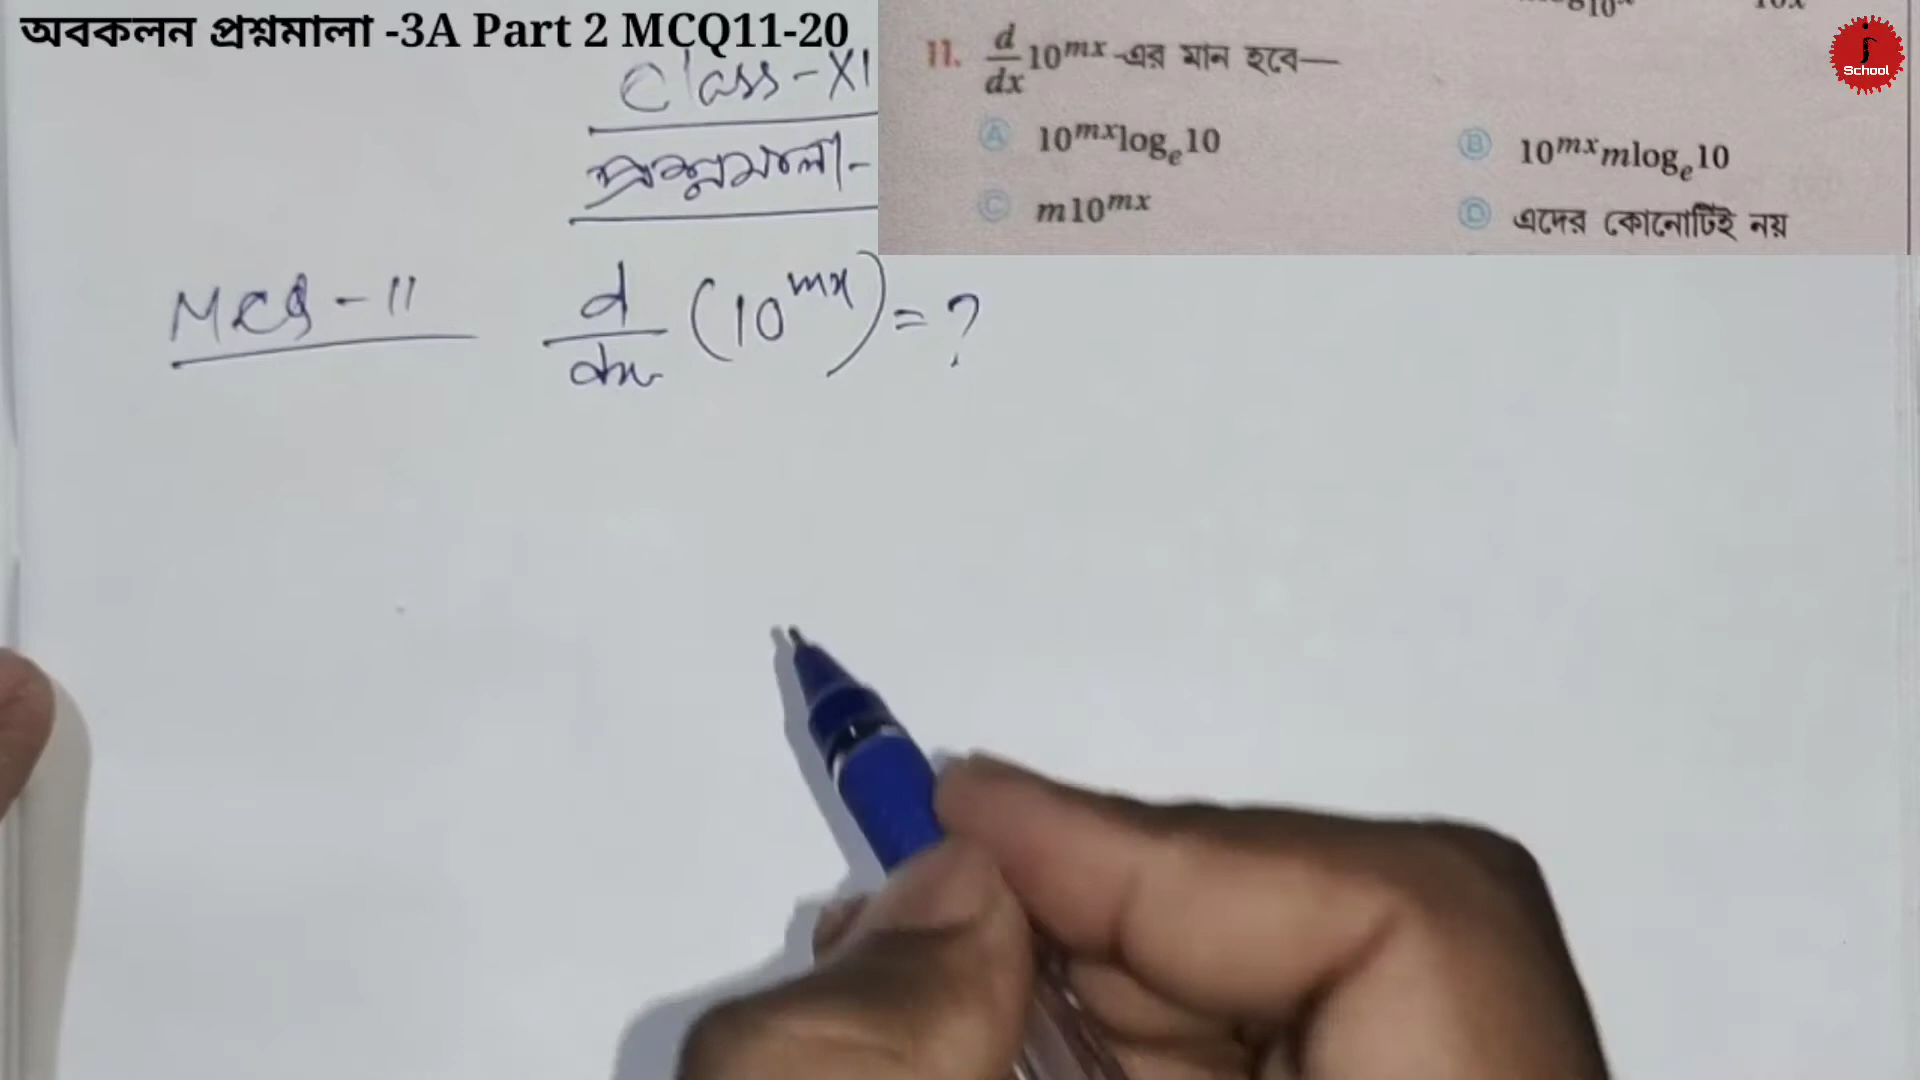 অবকলন প্রশ্নমালা -3A Part 2 MCQ11-20
Class-XI
প্রশ্নমালা-
11. d/dx 10^mx -এর মান হবে—
A 10^mx log_e 10
B 10^mx mlog_e 10
C m10^mx
D এদের কোনোটিই নয়
School
MCQ-11 d/dx (10^mx) = ?